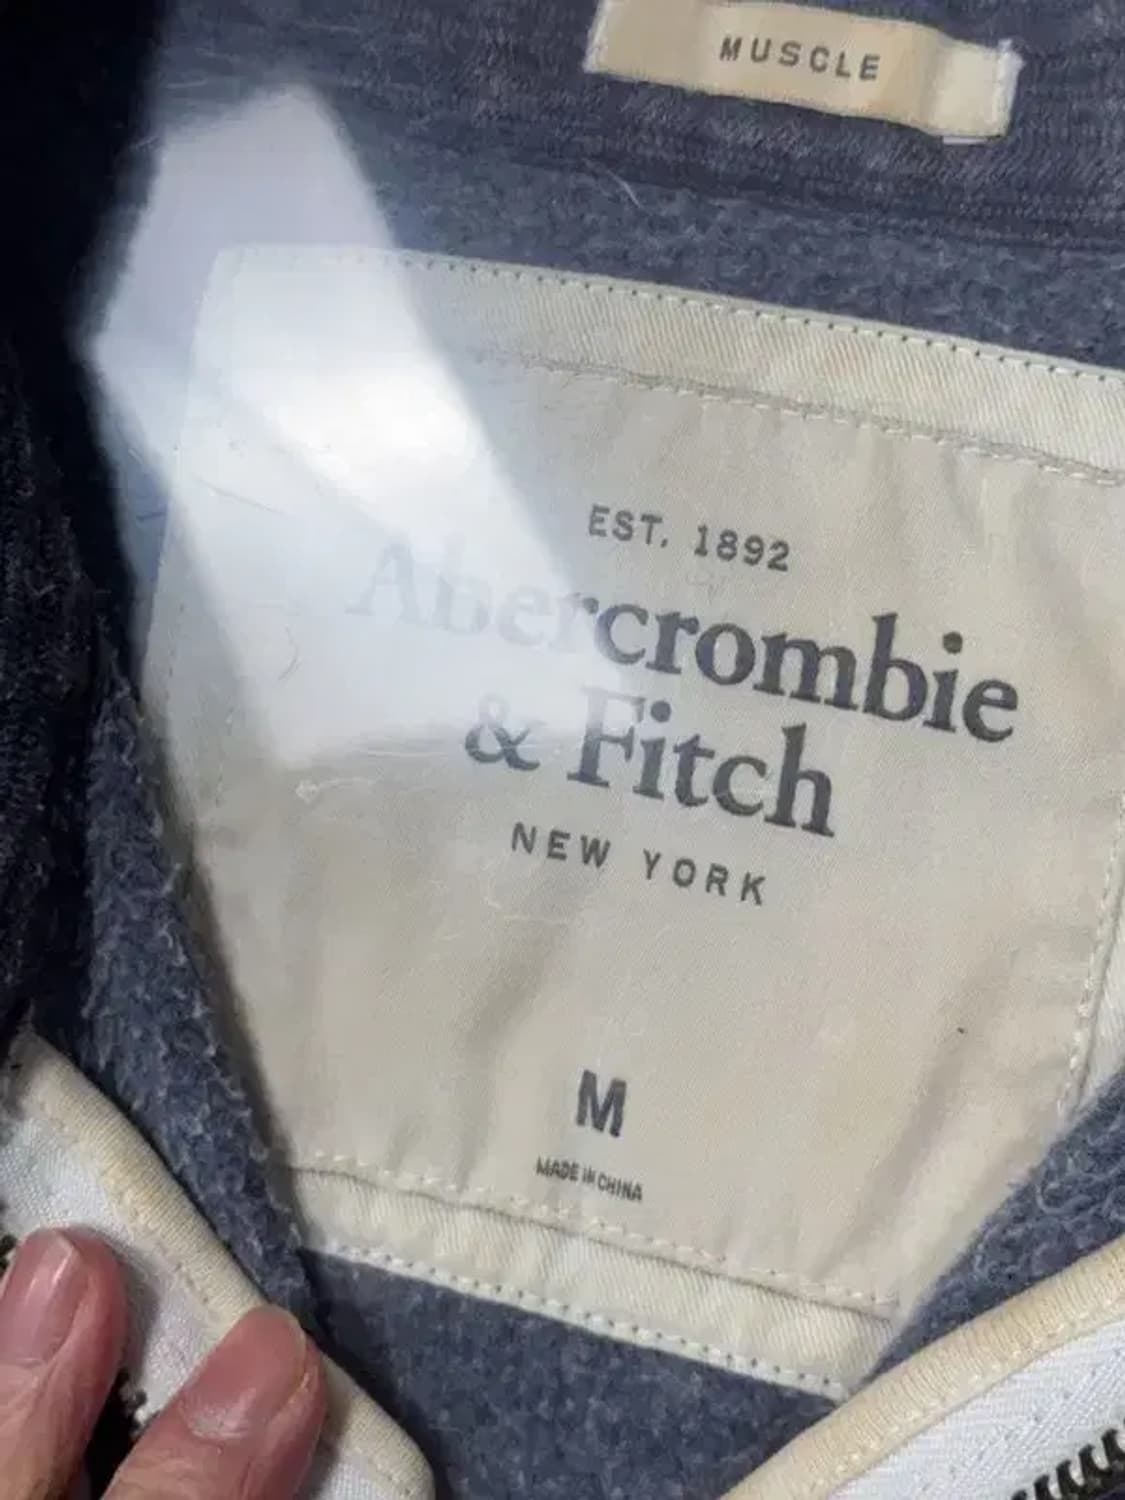 MUSCLE
EST. 1892
Abercrombie
& Fitch
NEW YORK
M
MADE IN CHINA